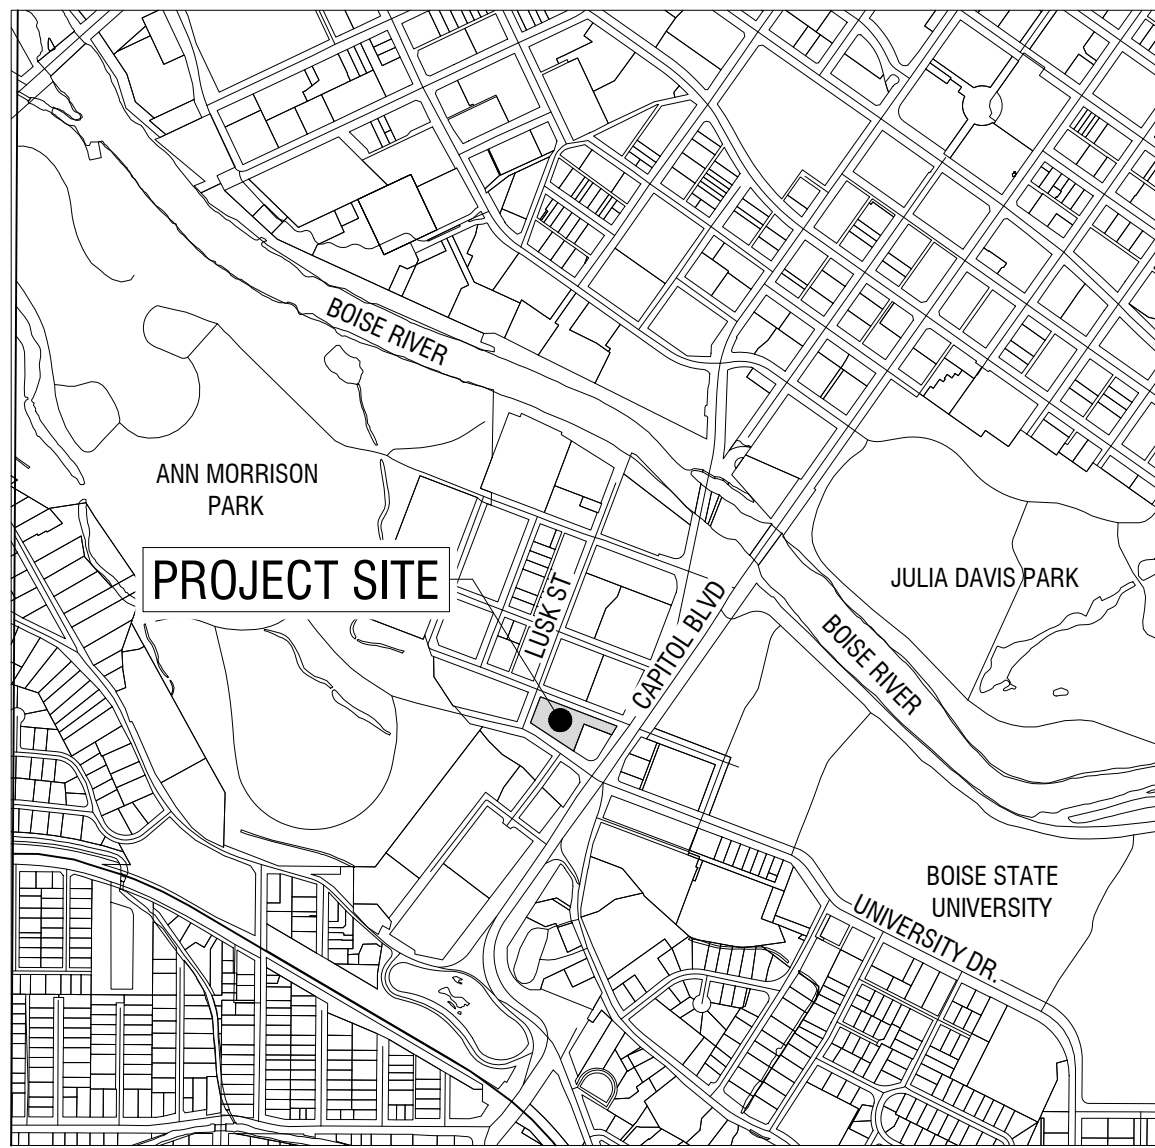 BOISE RIVER
ANN MORRISON
PARK
PROJECT SITE
LUSK ST
CAPITOL BLVD
JULIA DAVIS PARK
BOISE RIVER
BOISE STATE
UNIVERSITY
UNIVERSITY DR.